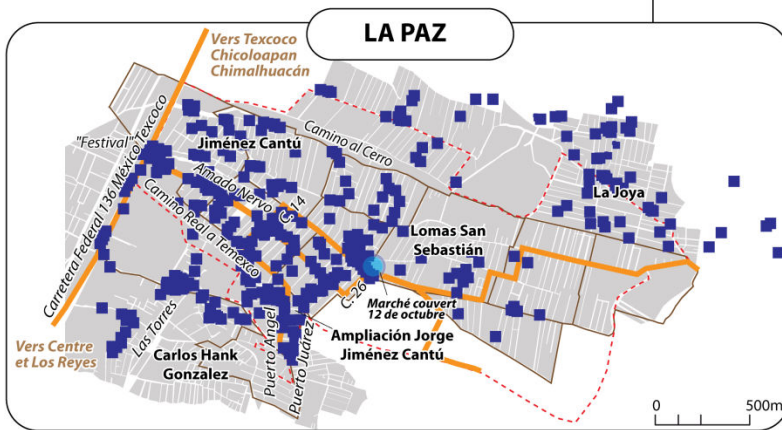 LA PAZ
Vers Texcoco
Chicoloapan
Chimalhuacán
"Festival"
Carretera Federal 136 México Texcoco
Jiménez Cantú
Camino al Cerro
Amado Nervo
C-14
Camino Real a Temexco
La Joya
Lomas San
Sebastián
C-26
Marché couvert
12 de octubre
Las Torres
Puerto Angel
Puerto Juárez
Ampliación Jorge
Jiménez Cantú
Vers Centre
et Los Reyes
Carlos Hank
Gonzalez
0 500m